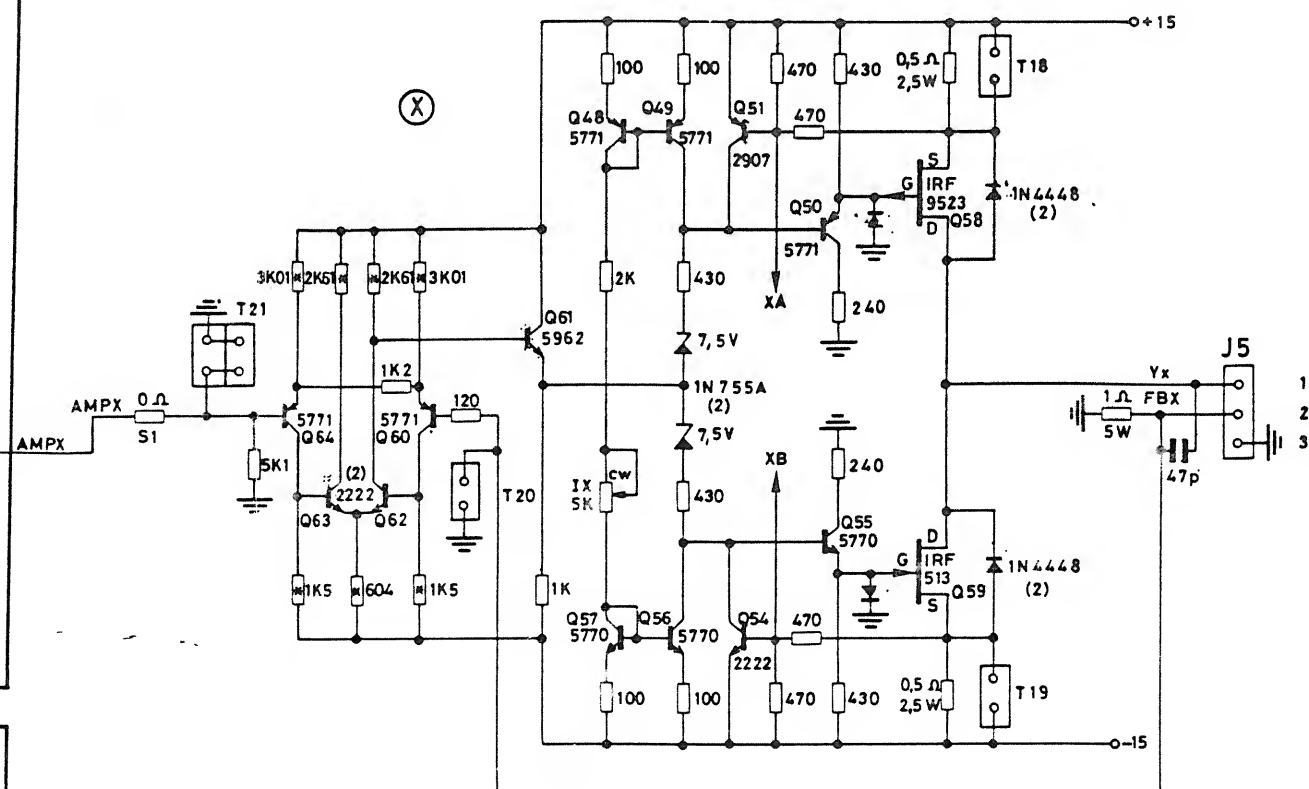 +15
100
100
470
430
0,5 Ω
2,5W
T18
X
Q48
5771
Q49
5771
Q51
2907
470
S
G
IRF
9523
D
Q58
1N4448
(2)
Q50
5771
3K01
2K61
2K61
3K01
2K
430
XA
240
T21
Q61
5962
7,5V
J5
1K2
1N755A
(2)
Yx
1
AMPX
0 Ω
S1
5771
Q64
5771
Q60
120
1 Ω
5W
FBX
2
AMPX
7,5V
3
5K1
(2)
2222
Q63
Q62
T20
IX
5K
CW
430
XB
240
47p
Q55
5770
D
G
IRF
513
S
Q59
1N4448
(2)
1K5
604
1K5
1K
Q57
5770
Q56
5770
Q54
2222
470
100
100
470
430
0,5 Ω
2,5W
T19
-15